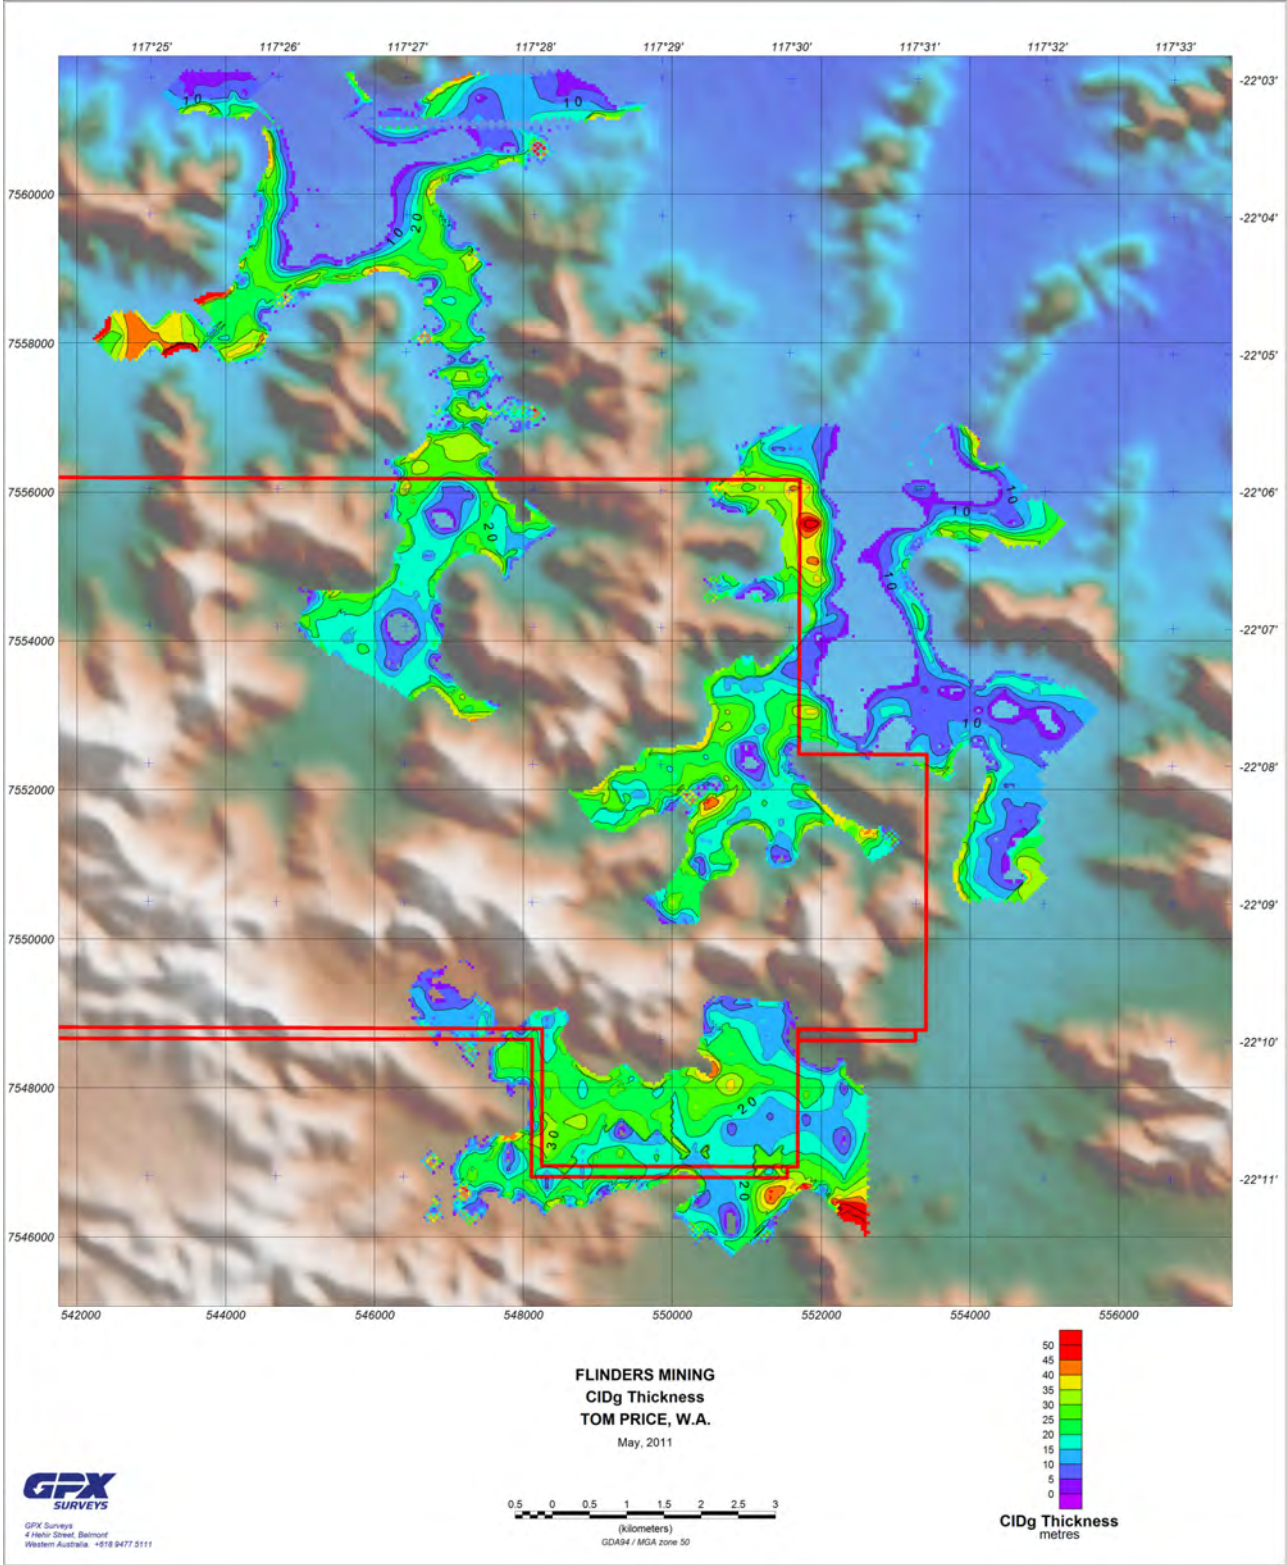 117°25' 117°26' 117°27' 117°28' 117°29' 117°30' 117°31' 117°32' 117°33'
-22°03'
10 10
7560000
-22°04'
20
10
7558000
-22°05'
7556000
-22°06'
10
10
20
10
7554000
-22°07'
10
7552000
-22°08'
-22°09'
7550000
-22°10'
7548000
20
30
-22°11'
20
7546000
542000 544000 546000 548000 550000 552000 554000 556000
FLINDERS MINING
CIDg Thickness
TOM PRICE, W.A.
May, 2011
50
45
40
35
30
25
20
15
10
5
0
CIDg Thickness
metres
0.5 0 0.5 1 1.5 2 2.5 3
(kilometers)
GDA94 / MGA zone 50
GPX
SURVEYS
GPX Surveys
4 Hehir Street, Belmont
Western Australia. +618 9477 5111